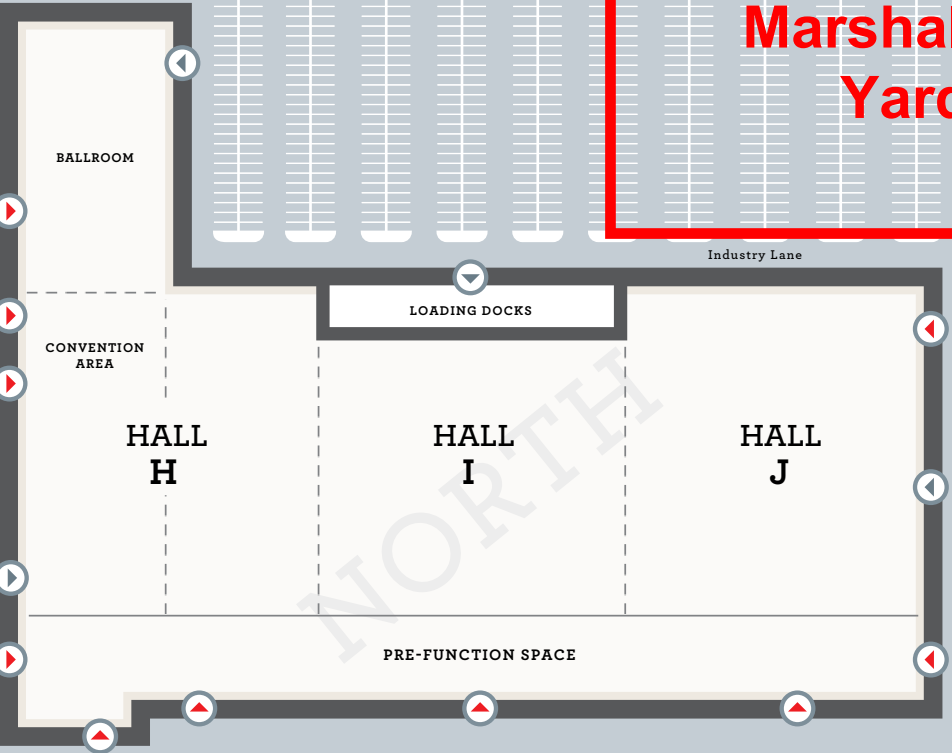 Marshal
Yard
BALLROOM
Industry Lane
LOADING DOCKS
CONVENTION
AREA
HALL
H
HALL
I
HALL
J
NORTH
PRE-FUNCTION SPACE